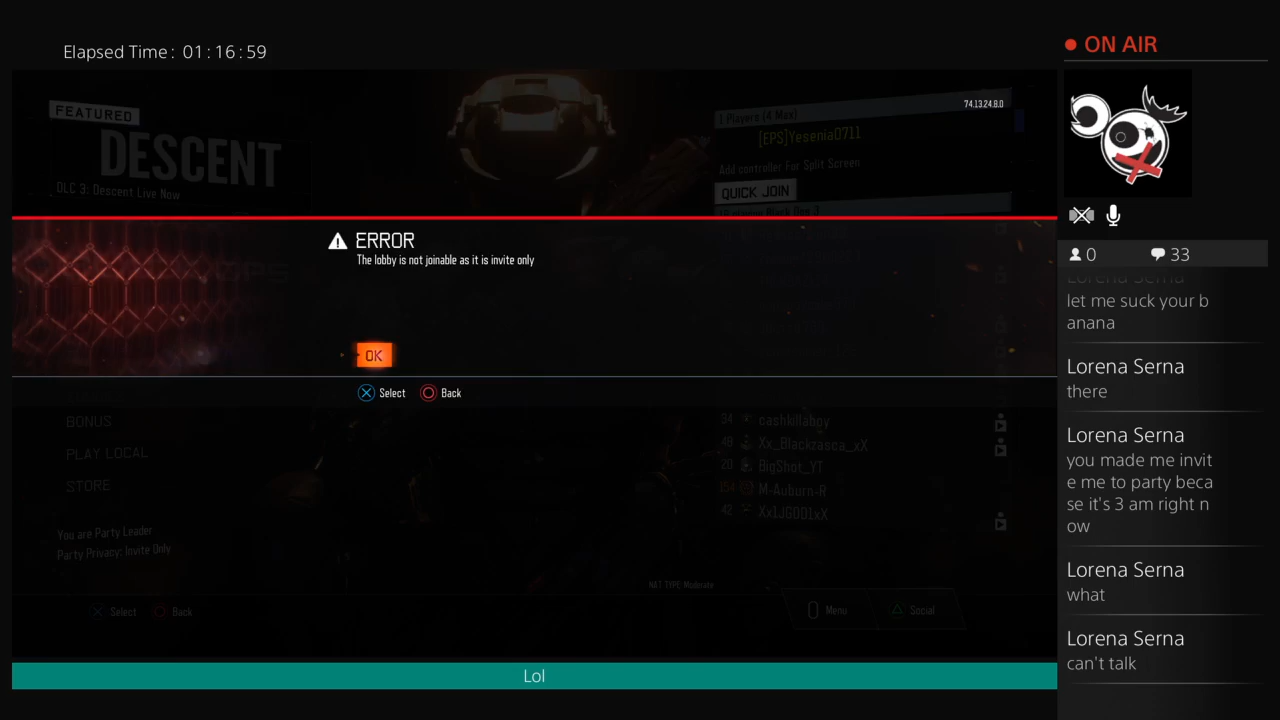 Elapsed Time: 01:16:59
ON AIR
FEATURED
DESCENT
DLC 3: Descent Live Now
74.13.24.8.0
1 Players (4 Max)
[EPS]Yesenia0711
Add controller For Split Screen
QUICK JOIN
ERROR
The lobby is not joinable as it is invite only
OK
Select
Back
BONUS
PLAY LOCAL
STORE
34 cashkillaboy
48 Xx_Blackzasca_xX
20 BigShot_YT
154 M-Auburn-R
42 Xx1JGOD1xX
You are Party Leader
Party Privacy: Invite Only
NAT TYPE: Moderate
Select
Back
Menu
Social
Lol
0
33
Lorena Serna
let me suck your b
anana
Lorena Serna
there
Lorena Serna
you made me invit
e me to party beca
se it's 3 am right n
ow
Lorena Serna
what
Lorena Serna
can't talk